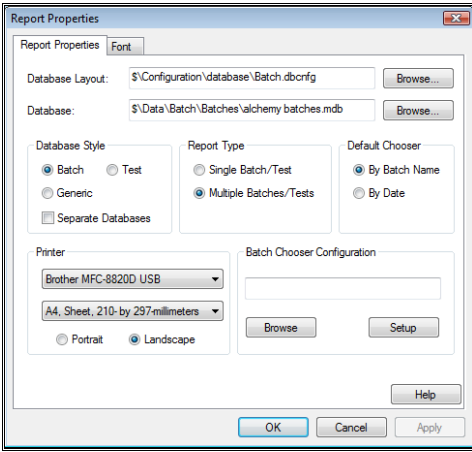 Report Properties
Report Properties Font
Database Layout: $\Configuration\database\Batch.dbcnfg Browse...
Database: $\Data\Batch\Batches\alchemy batches.mdb Browse...
Database Style Report Type Default Chooser
Batch Test Single Batch/Test By Batch Name
Generic Multiple Batches/Tests By Date
Separate Databases
Printer Batch Chooser Configuration
Brother MFC-8820D USB
A4, Sheet, 210- by 297-millimeters
Browse Setup
Portrait Landscape
Help
OK Cancel Apply